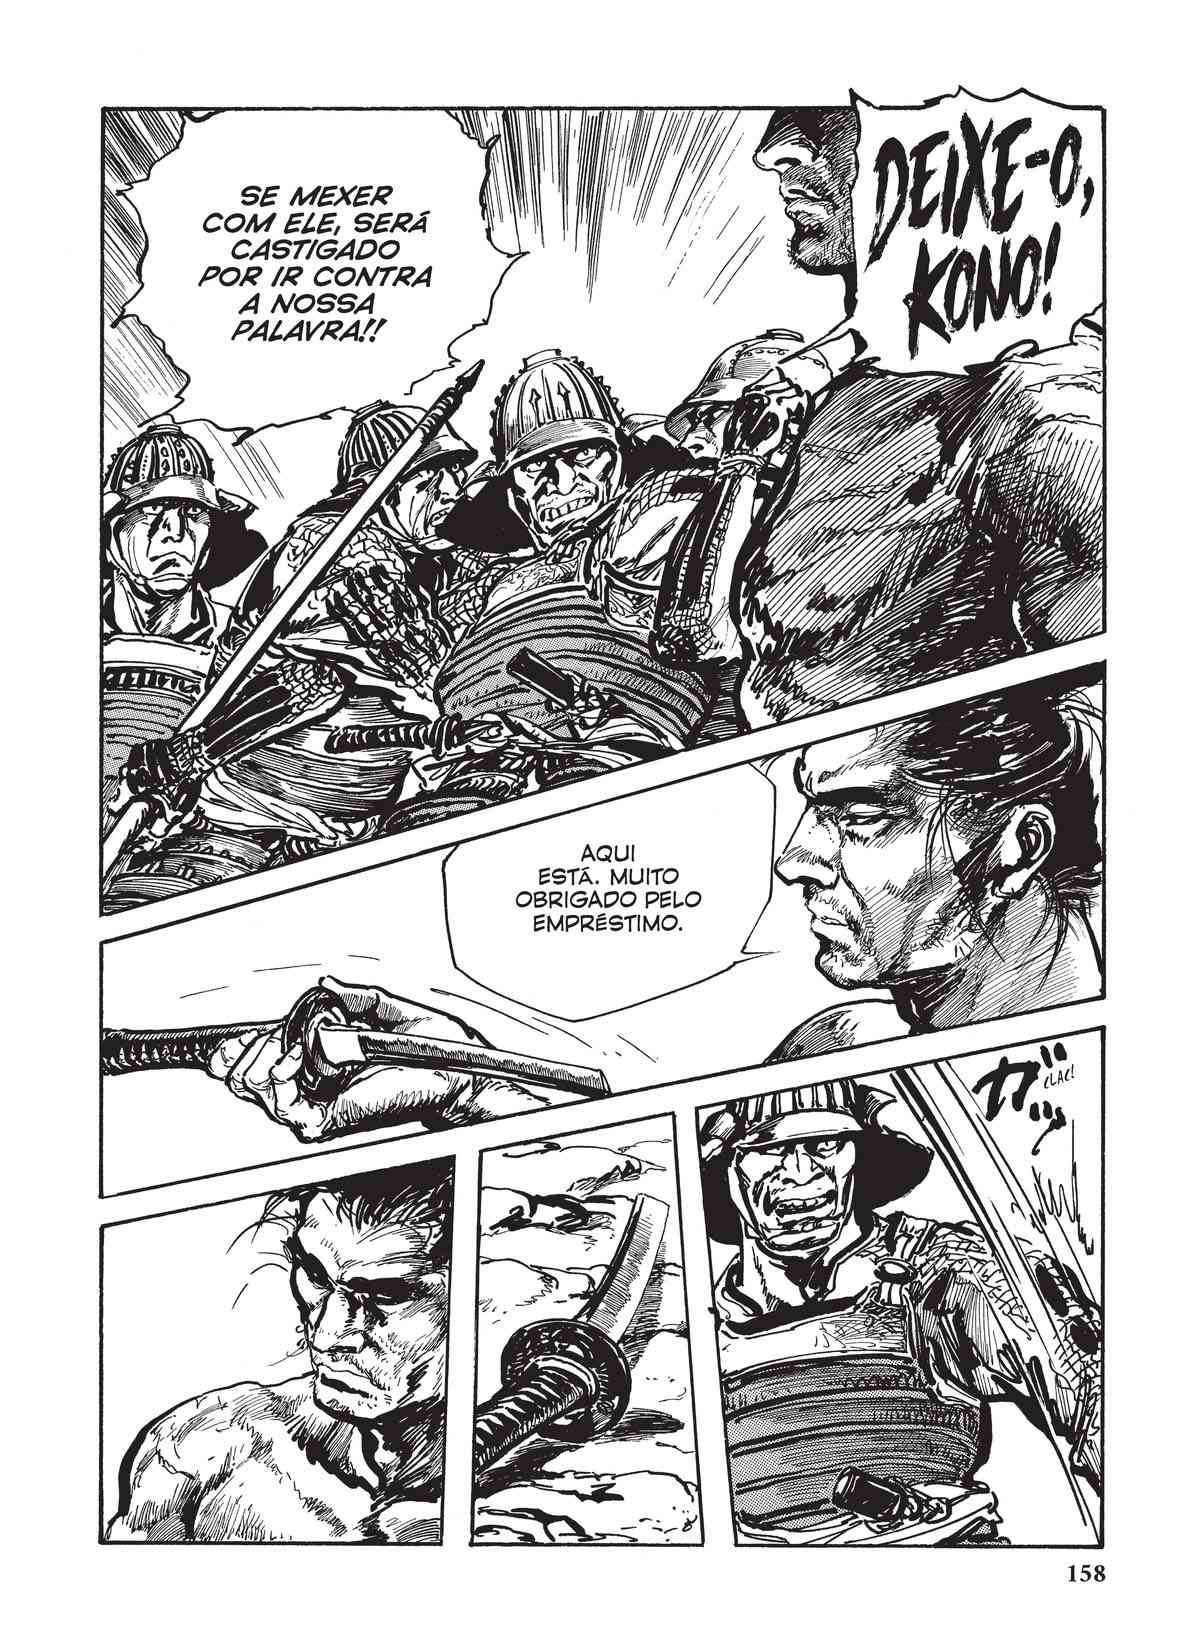 DEIXE-O,
KONO!
SE MEXER
COM ELE, SERÁ
CASTIGADO
POR IR CONTRA
A NOSSA
PALAVRA!!
AQUI
ESTÁ. MUITO
OBRIGADO PELO
EMPRÉSTIMO.
ガッ
CLAC!
158